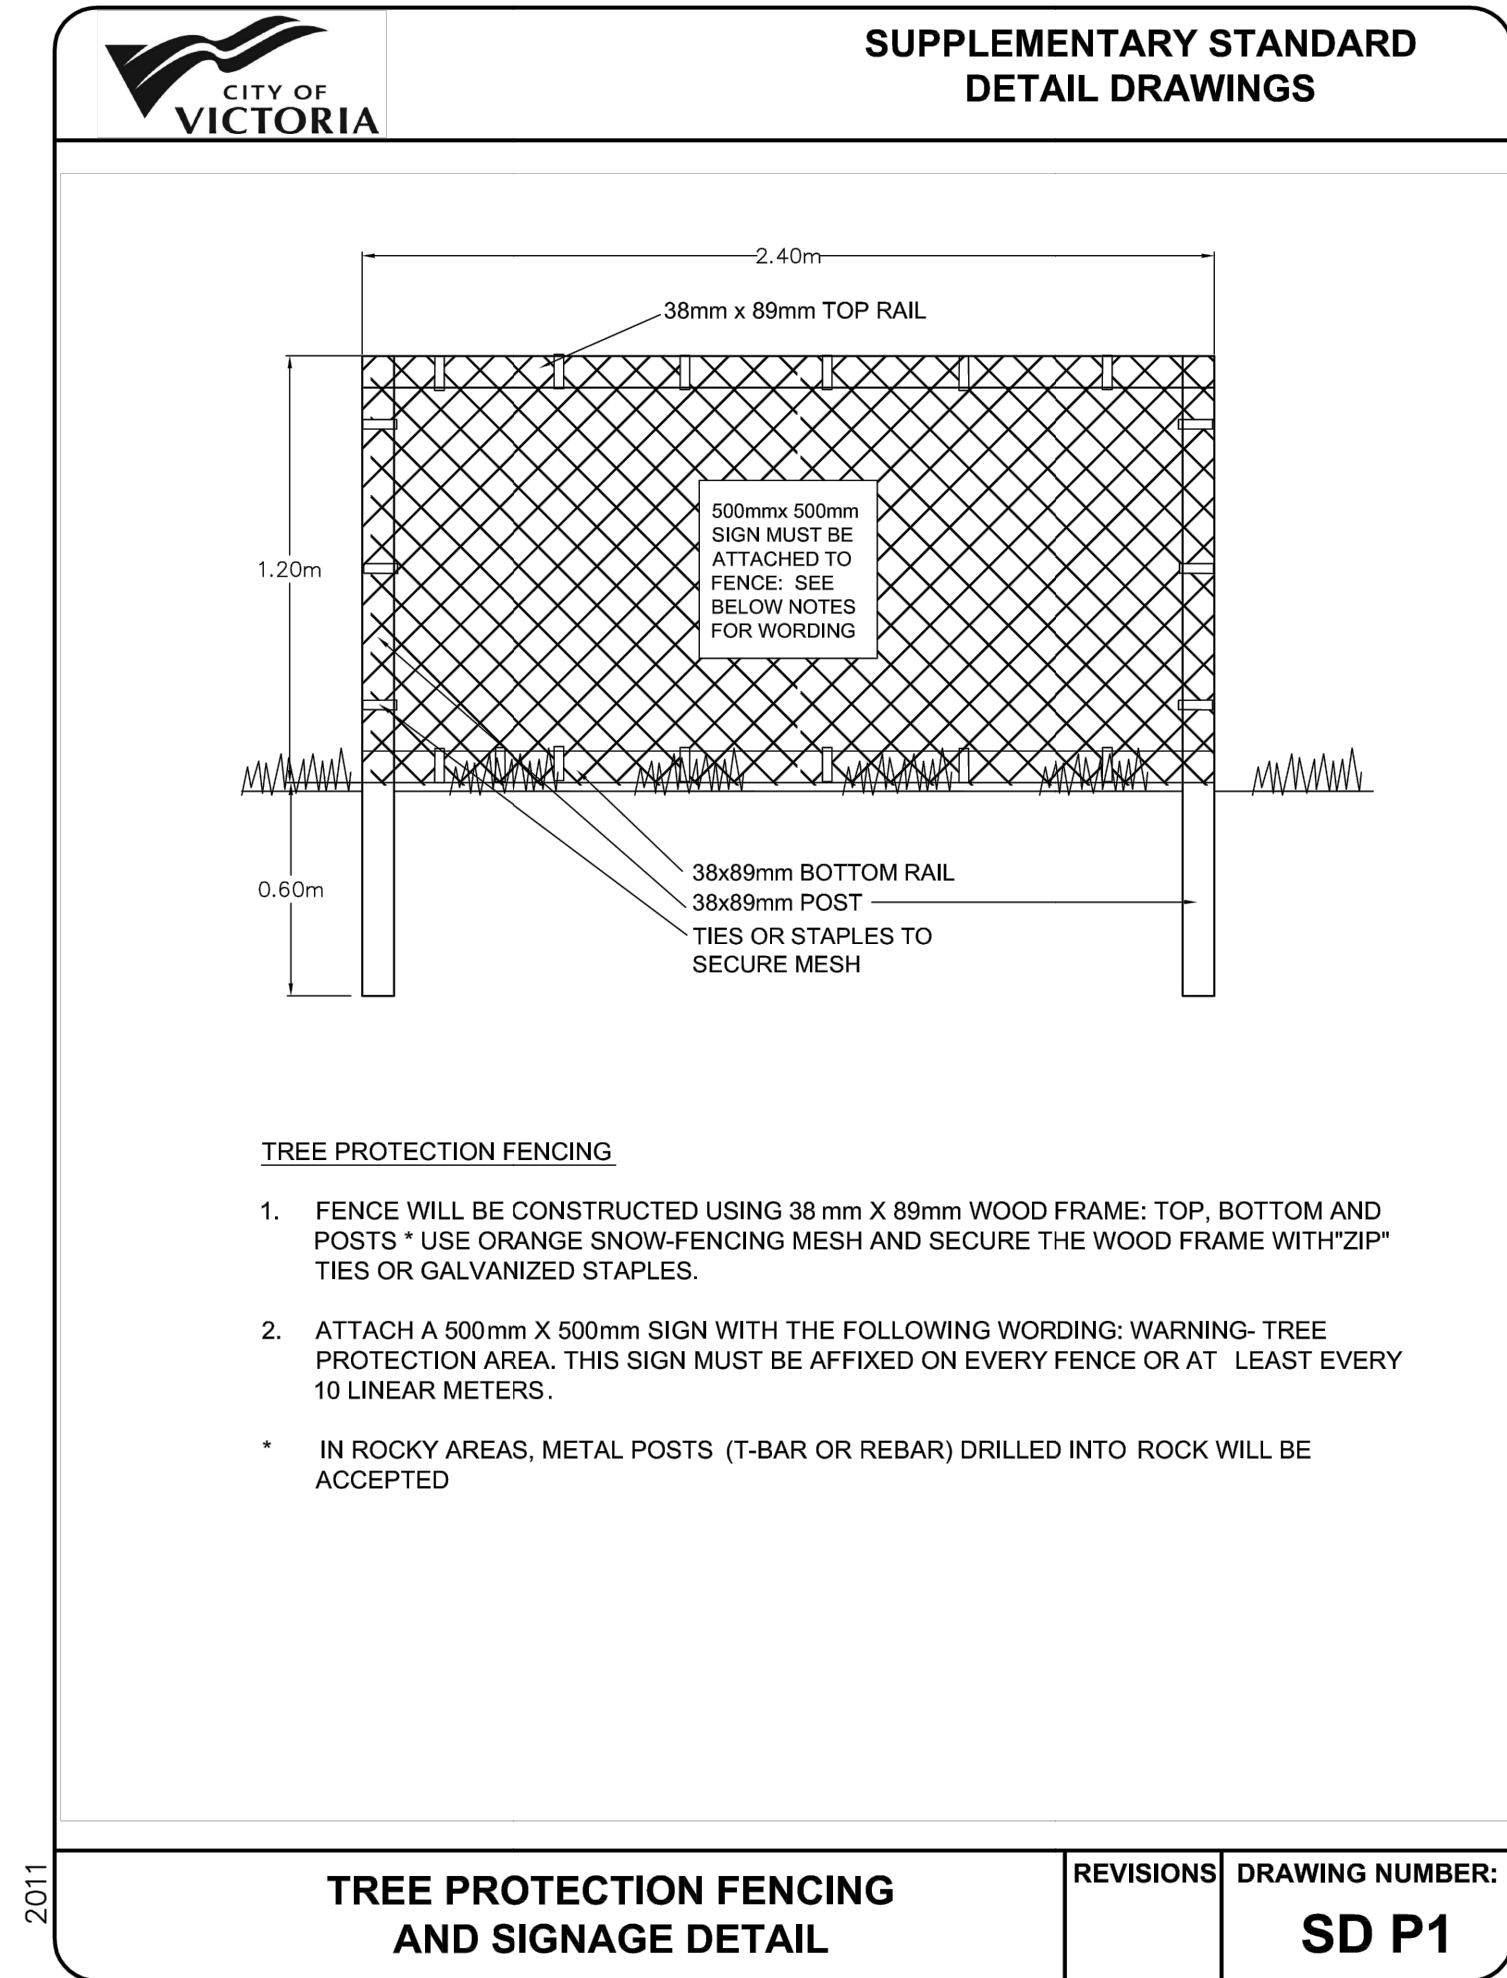 CITY OF
VICTORIA
SUPPLEMENTARY STANDARD
DETAIL DRAWINGS
2.40m
38mm x 89mm TOP RAIL
500mmx 500mm
SIGN MUST BE
ATTACHED TO
FENCE: SEE
BELOW NOTES
FOR WORDING
1.20m
0.60m
38x89mm BOTTOM RAIL
38x89mm POST
TIES OR STAPLES TO
SECURE MESH
TREE PROTECTION FENCING
1. FENCE WILL BE CONSTRUCTED USING 38 mm X 89mm WOOD FRAME: TOP, BOTTOM AND
POSTS * USE ORANGE SNOW-FENCING MESH AND SECURE THE WOOD FRAME WITH"ZIP"
TIES OR GALVANIZED STAPLES.
2. ATTACH A 500mm X 500mm SIGN WITH THE FOLLOWING WORDING: WARNING- TREE
PROTECTION AREA. THIS SIGN MUST BE AFFIXED ON EVERY FENCE OR AT LEAST EVERY
10 LINEAR METERS.
* IN ROCKY AREAS, METAL POSTS (T-BAR OR REBAR) DRILLED INTO ROCK WILL BE
ACCEPTED
2011
TREE PROTECTION FENCING
AND SIGNAGE DETAIL
REVISIONS
DRAWING NUMBER:
SD P1